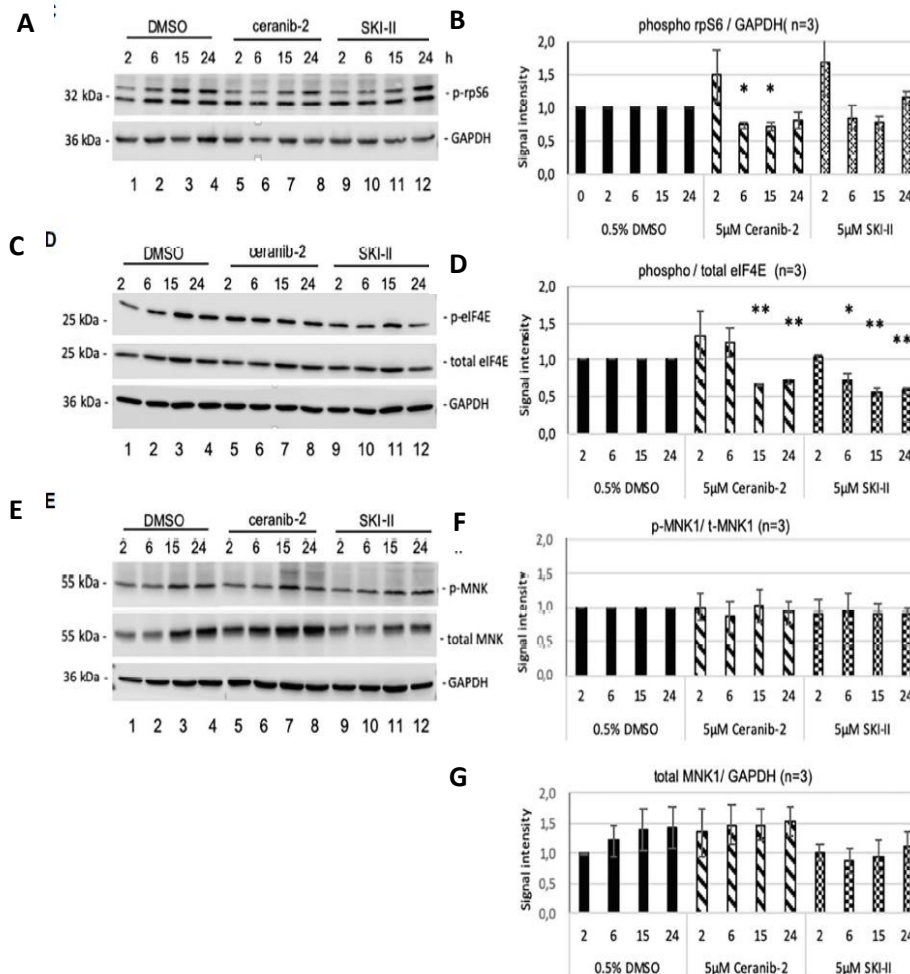 A
DMSO ceranib-2 SKI-II
2 6 15 24 2 6 15 24 2 6 15 24 h
32 kDa - - p-rpS6
36 kDa - - GAPDH
1 2 3 4 5 6 7 8 9 10 11 12
B
phospho rpS6 / GAPDH( n=3)
Signal intensity
2,0
1,5
1,0
0,5
0,0
* *
0 2 6 15 24 2 6 15 24 2 6 15 24
0.5% DMSO 5µM Ceranib-2 5µM SKI-II
C D
DMSO ceranib-2 SKI-II
2 6 15 24 2 6 15 24 2 6 15 24
25 kDa - - p-eIF4E
25 kDa - - total eIF4E
36 kDa - - GAPDH
1 2 3 4 5 6 7 8 9 10 11 12
D
phospho / total eIF4E (n=3)
Signal intensity
2,0
1,5
1,0
0,5
0,0
** ** * ** **
2 6 15 24 2 6 15 24 2 6 15 24
0.5% DMSO 5µM Ceranib-2 5µM SKI-II
E E
DMSO ceranib-2 SKI-II
2 6 15 24 2 6 15 24 2 6 15 24
55 kDa - - p-MNK
55 kDa - - total MNK
36 kDa - - GAPDH
1 2 3 4 5 6 7 8 9 10 11 12
F
p-MNK1/ t-MNK1 (n=3)
Signal intensity
2,0
1,5
1,0
0,5
0,0
2 6 15 24 2 6 15 24 2 6 15 24
0.5% DMSO 5µM Ceranib-2 5µM SKI-II
G
total MNK1/ GAPDH (n=3)
Signal intensity
2,0
1,5
1,0
0,5
0,0
2 6 15 24 2 6 15 24 2 6 15 24
0.5% DMSO 5µM Ceranib-2 5µM SKI-II